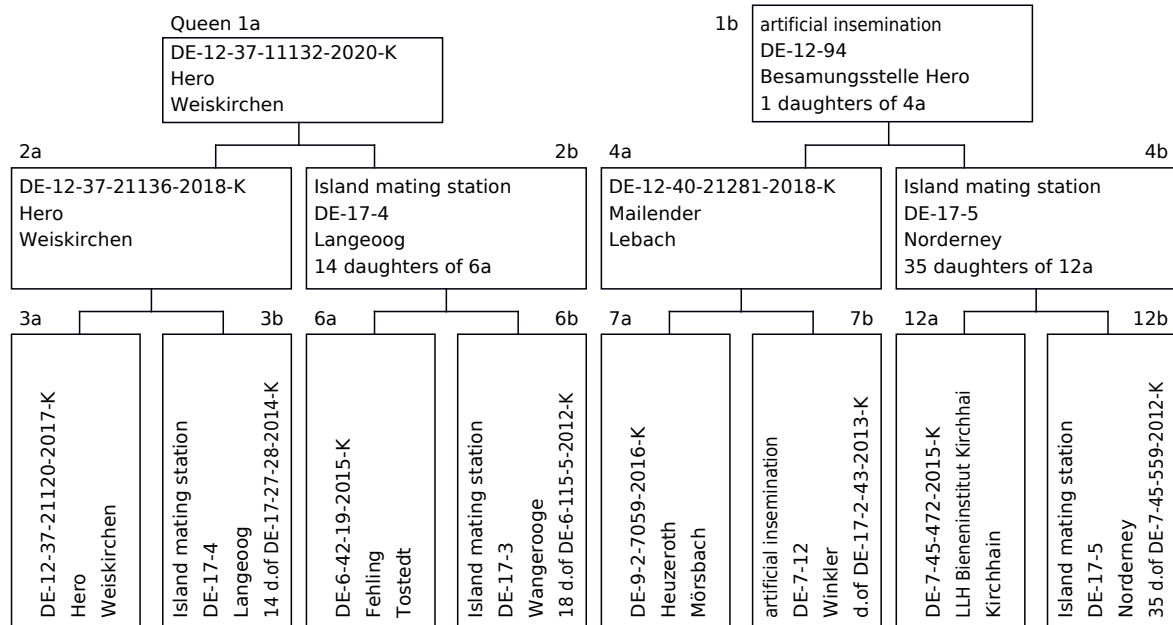 Queen 1a
DE-12-37-11132-2020-K
Hero
Weiskirchen
1b
artificial insemination
DE-12-94
Besamungsstelle Hero
1 daughters of 4a
2a
DE-12-37-21136-2018-K
Hero
Weiskirchen
2b
Island mating station
DE-17-4
Langeoog
14 daughters of 6a
4a
DE-12-40-21281-2018-K
Mailender
Lebach
4b
Island mating station
DE-17-5
Norderney
35 daughters of 12a
3a
DE-12-37-21120-2017-K
Hero
Weiskirchen
3b
Island mating station
DE-17-4
Langeoog
14 d.of DE-17-27-28-2014-K
6a
DE-6-42-19-2015-K
Fehling
Tostedt
6b
Island mating station
DE-17-3
Wangerooge
18 d.of DE-6-115-5-2012-K
7a
DE-9-2-7059-2016-K
Heuzeroth
Mörsbach
7b
artificial insemination
DE-7-12
Winkler
d.of DE-17-2-43-2013-K
12a
DE-7-45-472-2015-K
LLH Bieneninstitut Kirchhai
Kirchhain
12b
Island mating station
DE-17-5
Norderney
35 d.of DE-7-45-559-2012-K